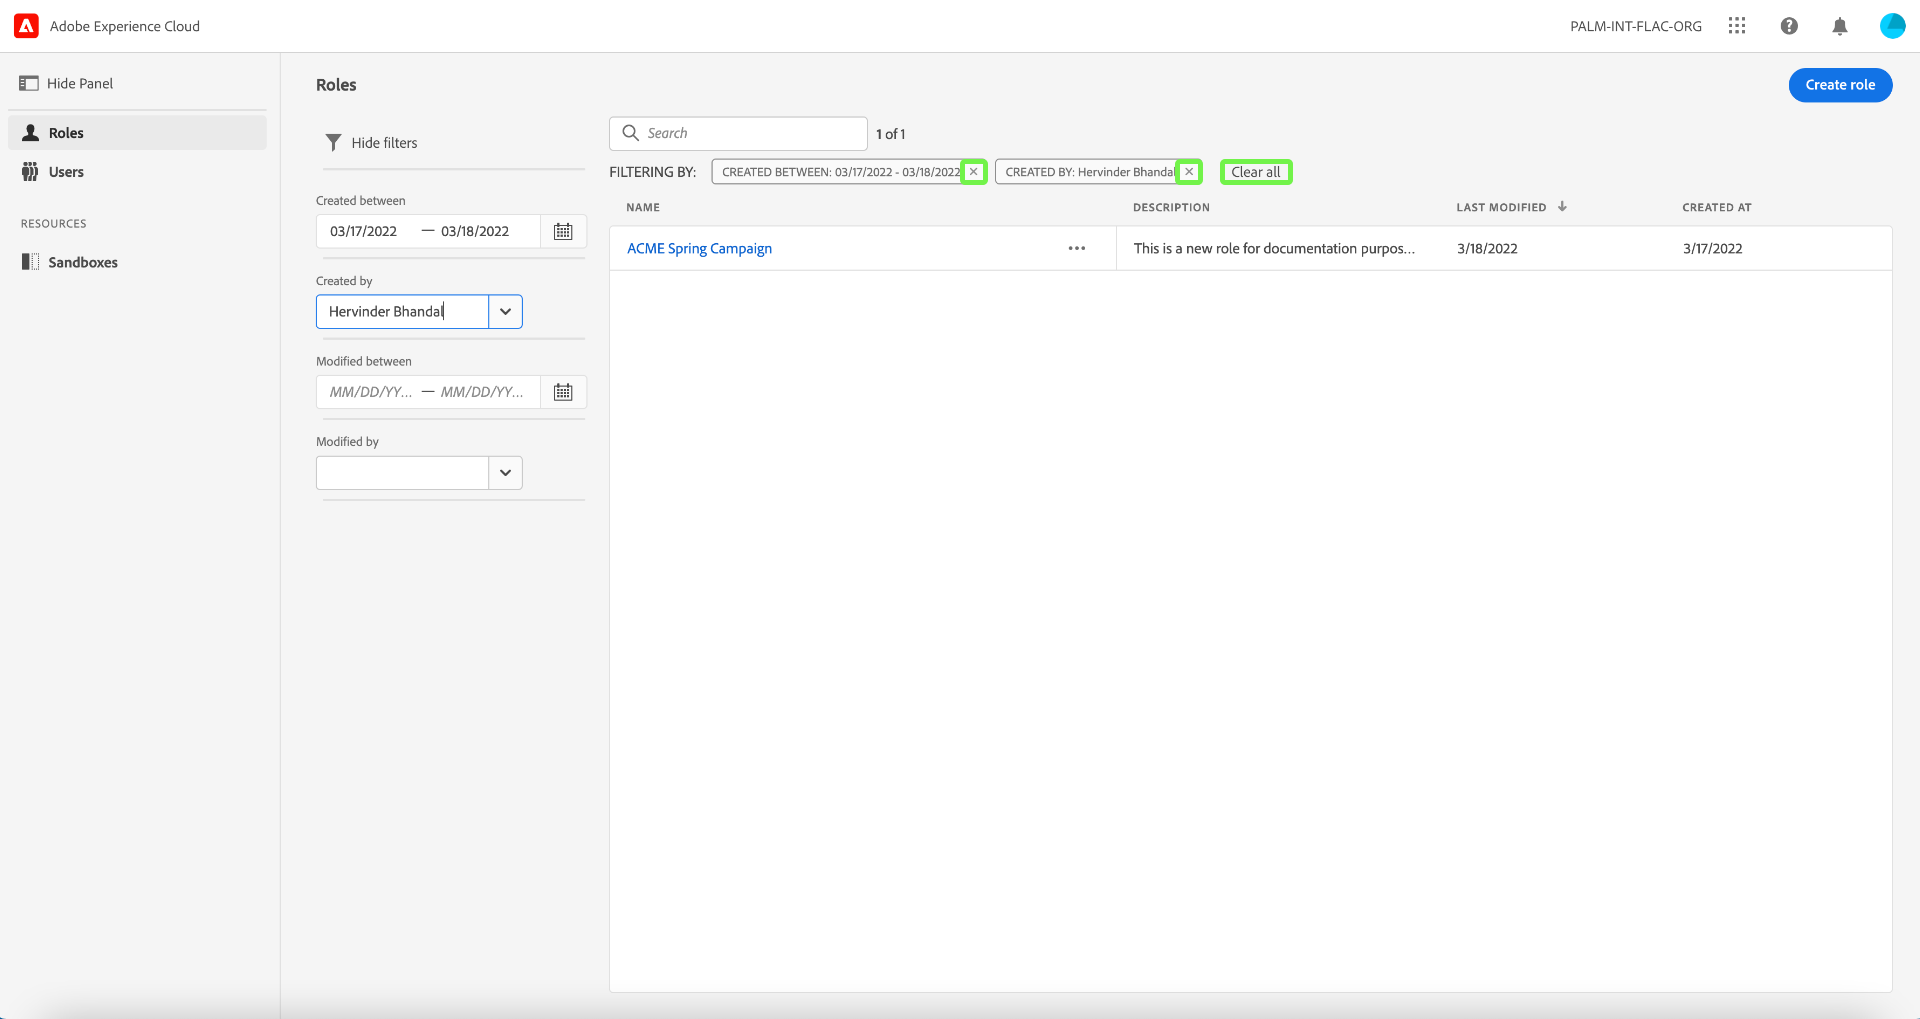 Adobe Experience Cloud
PALM-INT-FLAC-ORG
Hide Panel
Roles
Users
RESOURCES
Sandboxes
Roles
Create role
Hide filters
Created between
03/17/2022 — 03/18/2022
Created by
Hervinder Bhandal
Modified between
MM/DD/YY... — MM/DD/YY...
Modified by
Search
1 of 1
FILTERING BY: CREATED BETWEEN: 03/17/2022 - 03/18/2022 CREATED BY: Hervinder Bhandal Clear all
NAME DESCRIPTION LAST MODIFIED CREATED AT
ACME Spring Campaign ••• This is a new role for documentation purpos... 3/18/2022 3/17/2022